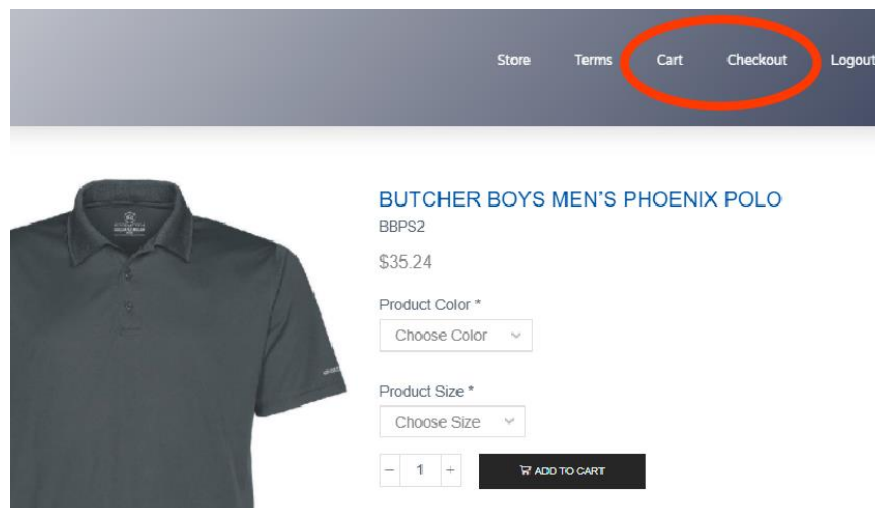 Store Terms Cart Checkout Logout
BUTCHER BOYS MEN'S PHOENIX POLO
BBPS2
$35.24
Product Color *
Choose Color
Product Size *
Choose Size
- 1 + ADD TO CART